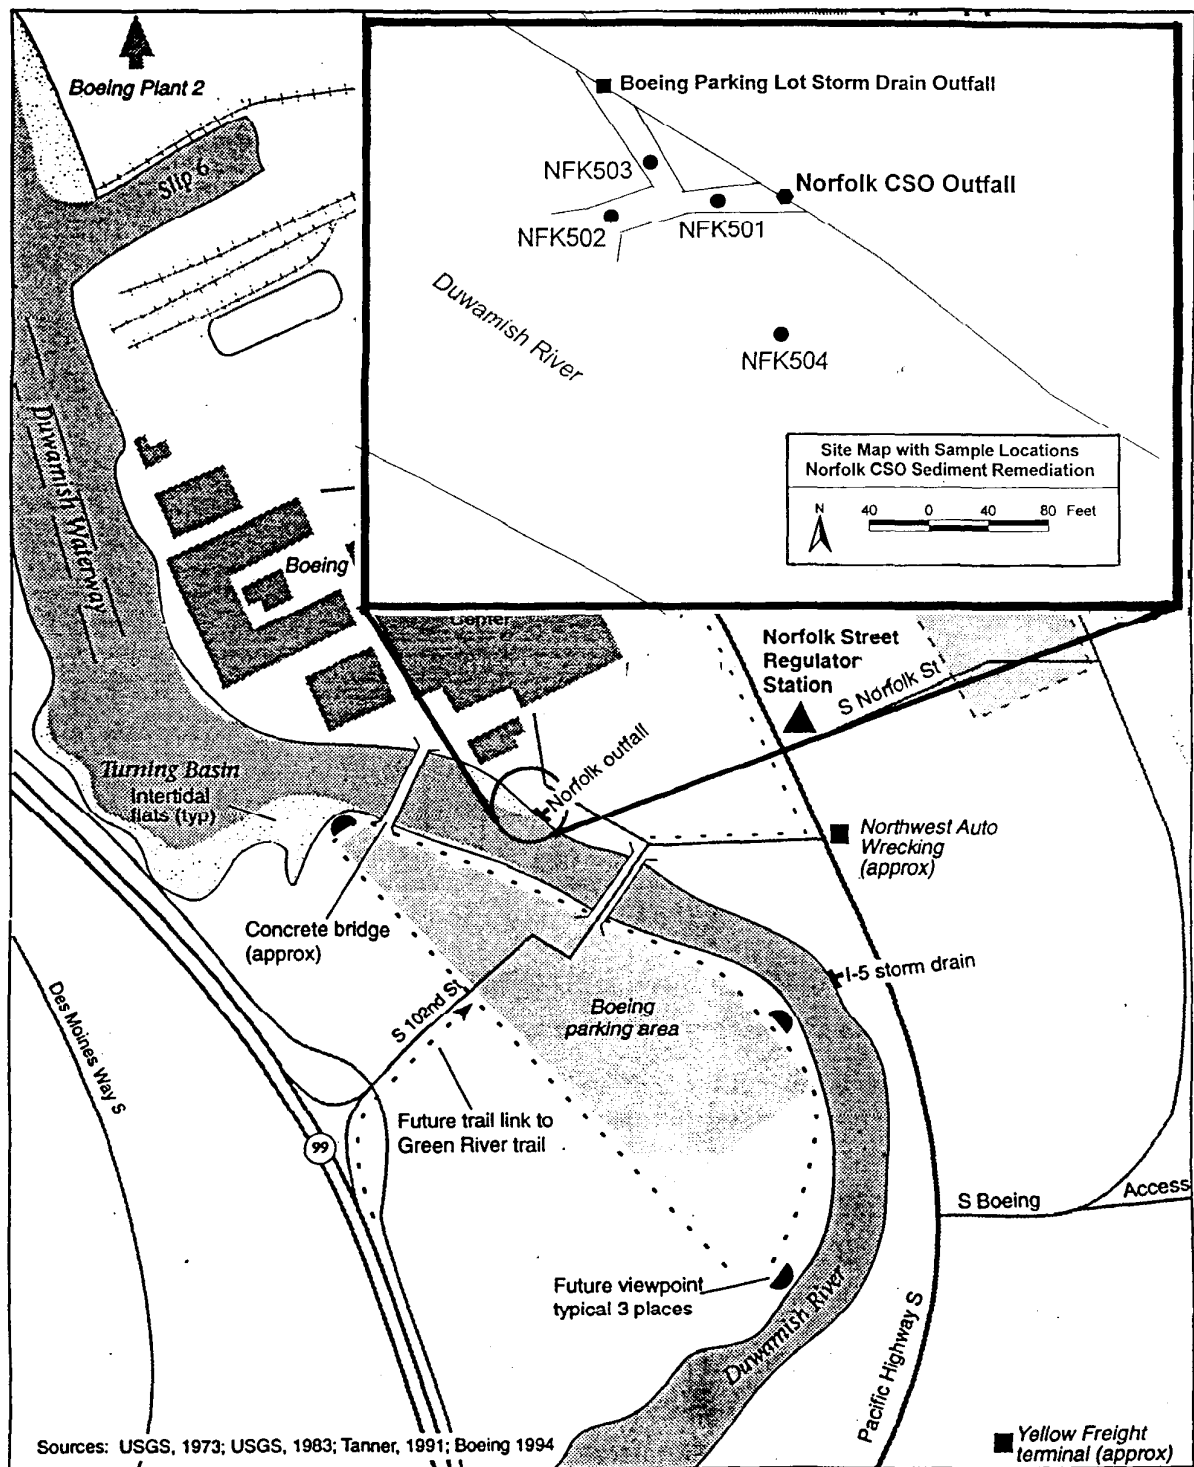 Boeing Plant 2
Slip 6
Boeing Parking Lot Storm Drain Outfall
NFK503
Norfolk CSO Outfall
NFK502
NFK501
Duwamish River
NFK504
Site Map with Sample Locations
Norfolk CSO Sediment Remediation
N
40 0 40 80 Feet
Duwamish Waterway
Boeing
Center
Norfolk Street
Regulator
Station
S Norfolk St
Turning Basin
Intertidal
flats (typ)
Norfolk outfall
Northwest Auto
Wrecking
(approx)
Concrete bridge
(approx)
I-5 storm drain
Des Moines Way S
S 102nd St
Boeing
parking area
Future trail link to
Green River trail
99
S Boeing
Access
Future viewpoint
typical 3 places
Duwamish River
Pacific Highway S
Sources: USGS, 1973; USGS, 1983; Tanner, 1991; Boeing 1994
Yellow Freight
terminal (approx)